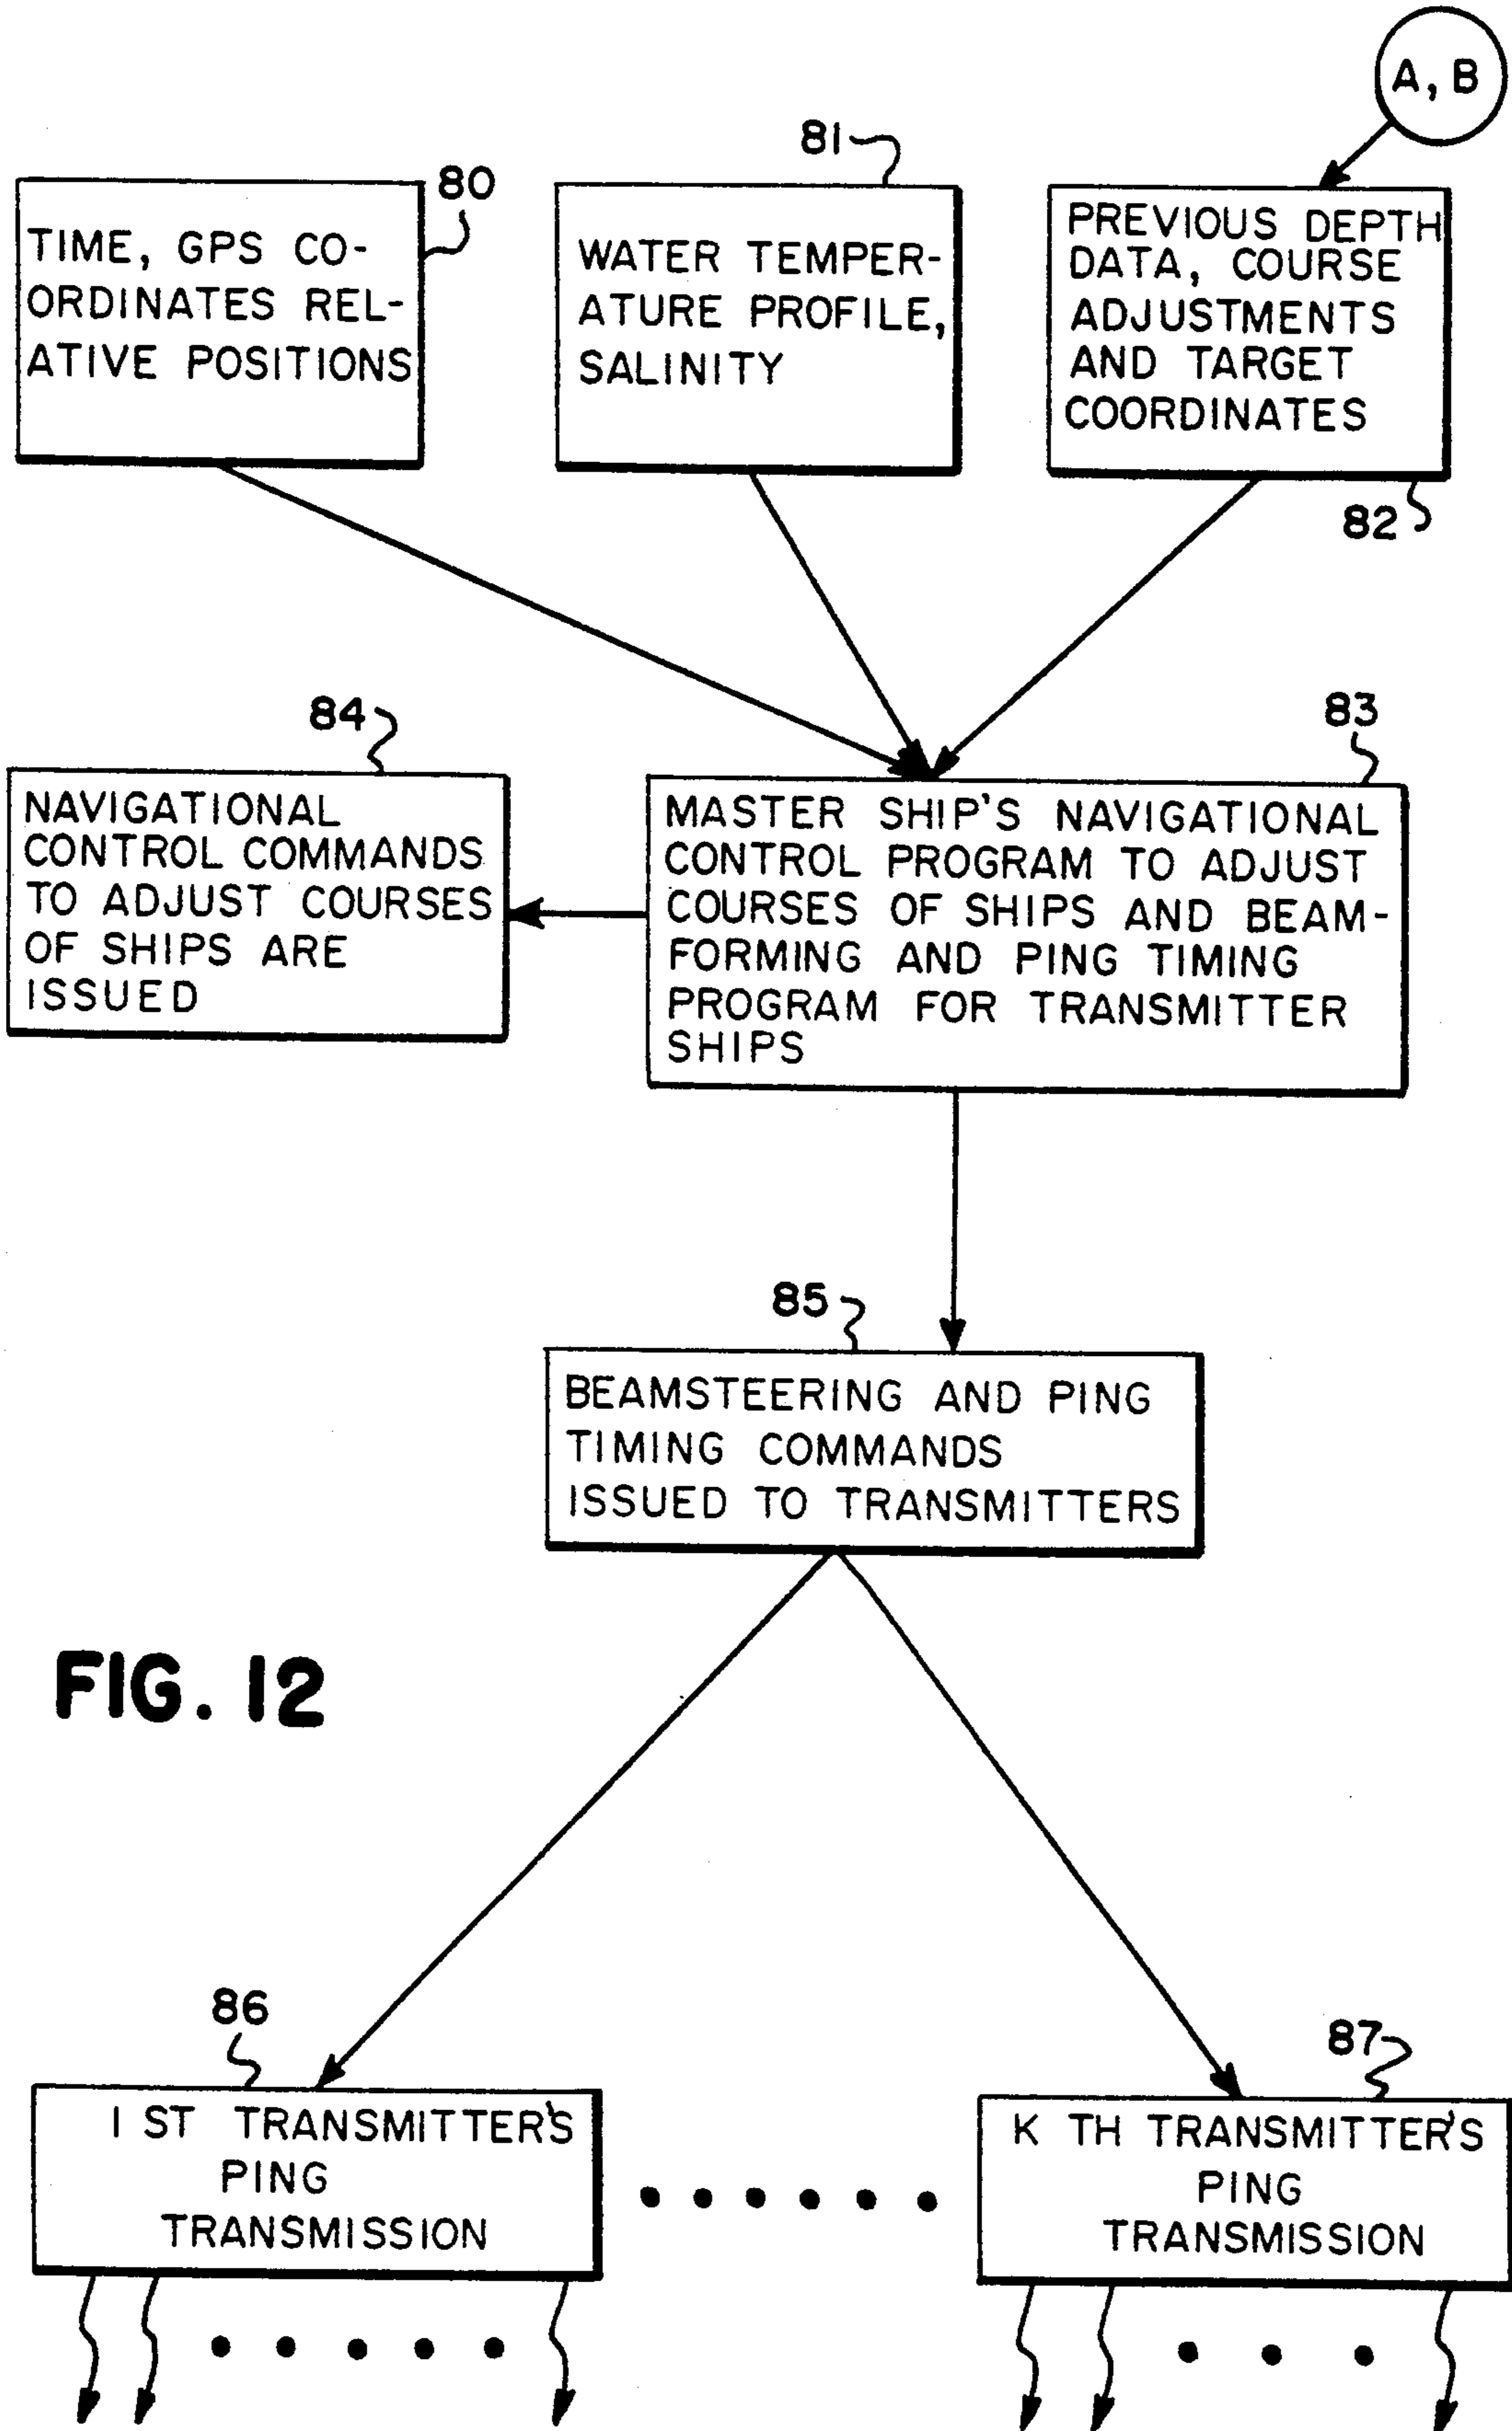 A, B
80
TIME, GPS CO-
ORDINATES REL-
ATIVE POSITIONS
81
WATER TEMPER-
ATURE PROFILE,
SALINITY
PREVIOUS DEPTH
DATA, COURSE
ADJUSTMENTS
AND TARGET
COORDINATES
82
84
NAVIGATIONAL
CONTROL COMMANDS
TO ADJUST COURSES
OF SHIPS ARE
ISSUED
83
MASTER SHIP'S NAVIGATIONAL
CONTROL PROGRAM TO ADJUST
COURSES OF SHIPS AND BEAM-
FORMING AND PING TIMING
PROGRAM FOR TRANSMITTER
SHIPS
85
BEAMSTEERING AND PING
TIMING COMMANDS
ISSUED TO TRANSMITTERS
FIG. 12
86
1 ST TRANSMITTER'S
PING
TRANSMISSION
87
K TH TRANSMITTER'S
PING
TRANSMISSION